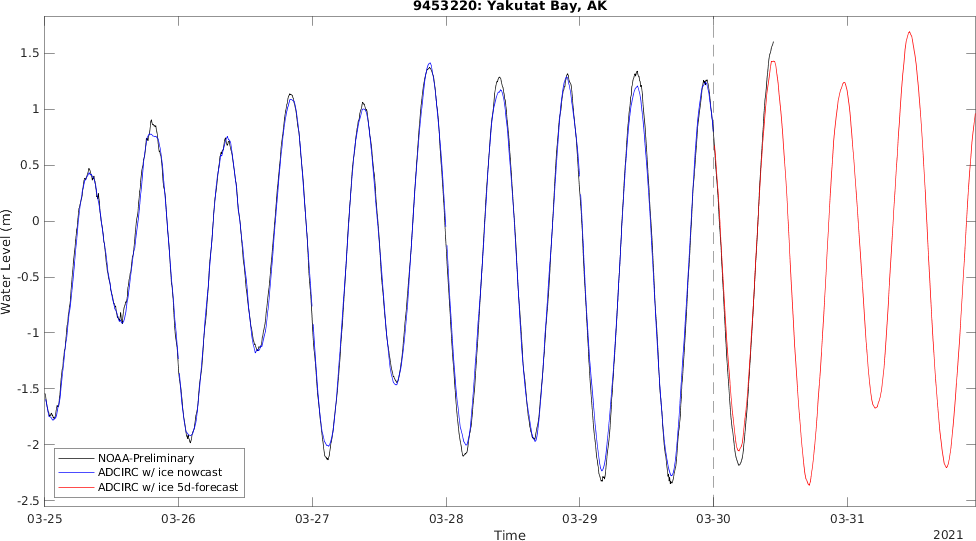 9453220: Yakutat Bay, AK
Water Level (m)
1.5
1
0.5
0
-0.5
-1
-1.5
-2
-2.5
NOAA-Preliminary
ADCIRC w/ ice nowcast
ADCIRC w/ ice 5d-forecast
03-25 03-26 03-27 03-28 03-29 03-30 03-31
Time
2021